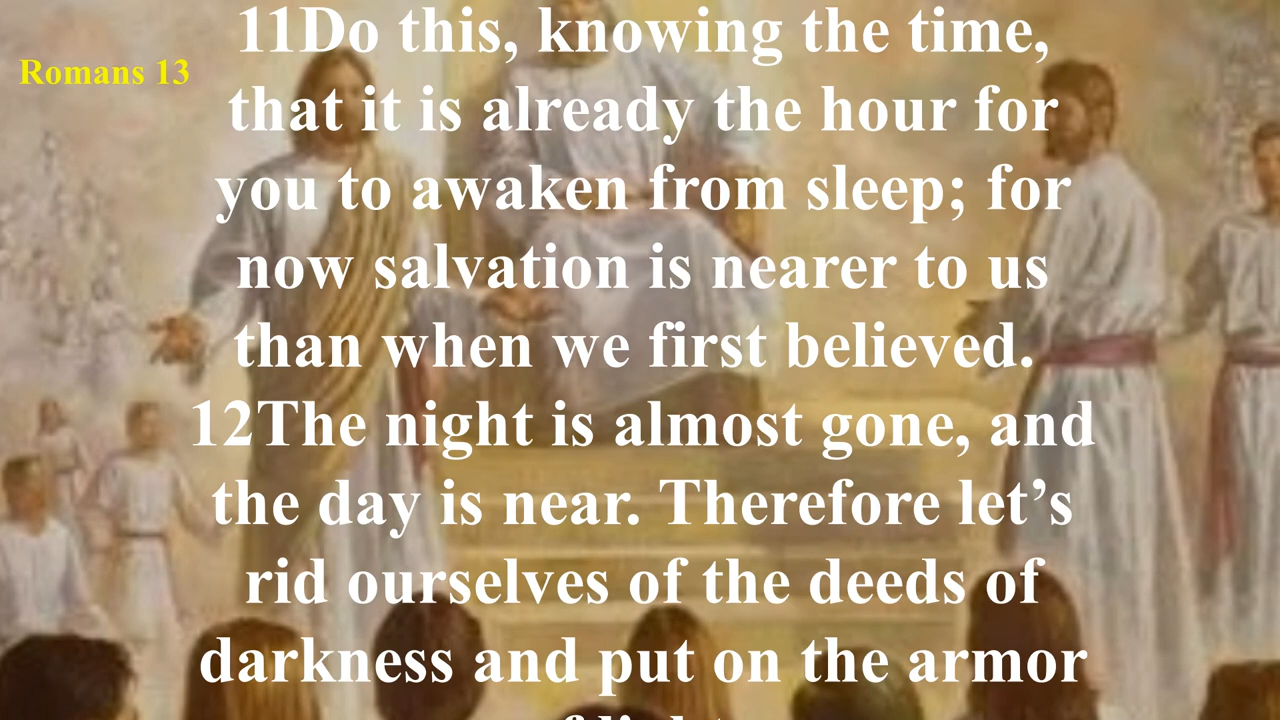 Romans 13
11Do this, knowing the time,
that it is already the hour for
you to awaken from sleep; for
now salvation is nearer to us
than when we first believed.
12The night is almost gone, and
the day is near. Therefore let’s
rid ourselves of the deeds of
darkness and put on the armor